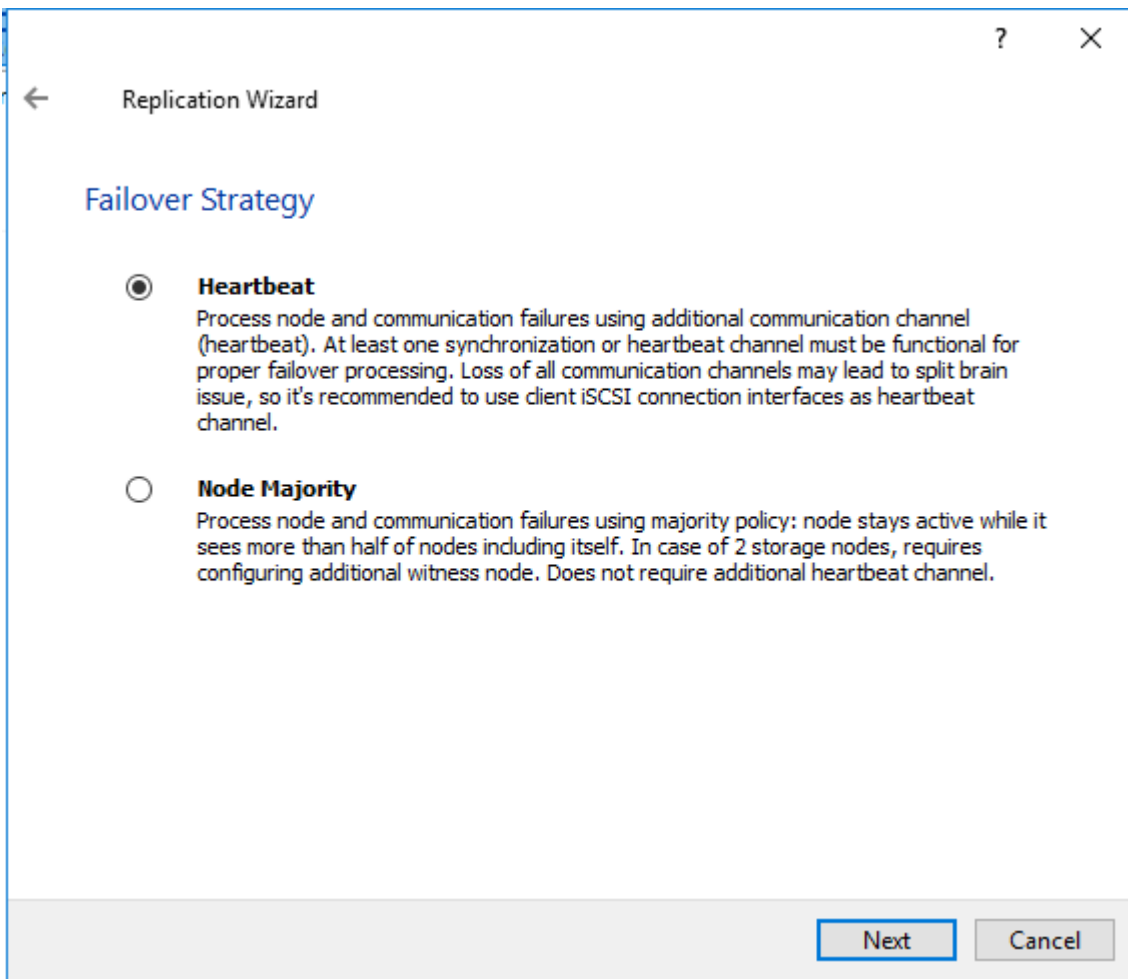 ?
Replication Wizard
Failover Strategy
Heartbeat
Process node and communication failures using additional communication channel
(heartbeat). At least one synchronization or heartbeat channel must be functional for
proper failover processing. Loss of all communication channels may lead to split brain
issue, so it's recommended to use client iSCSI connection interfaces as heartbeat
channel.
Node Majority
Process node and communication failures using majority policy: node stays active while it
sees more than half of nodes including itself. In case of 2 storage nodes, requires
configuring additional witness node. Does not require additional heartbeat channel.
Next Cancel